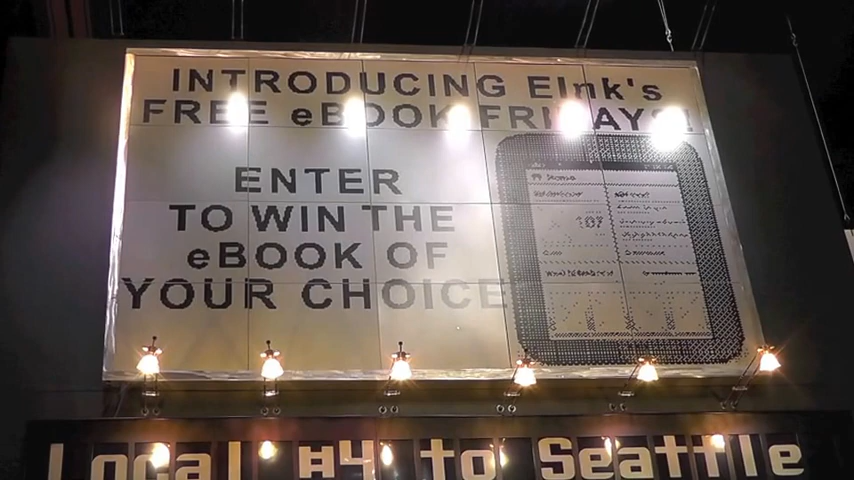 INTRODUCING EInk's
FREE eBOOK FRIDAYS!
ENTER
TO WIN THE
eBOOK OF
YOUR CHOICE
Local #4 to Seattle